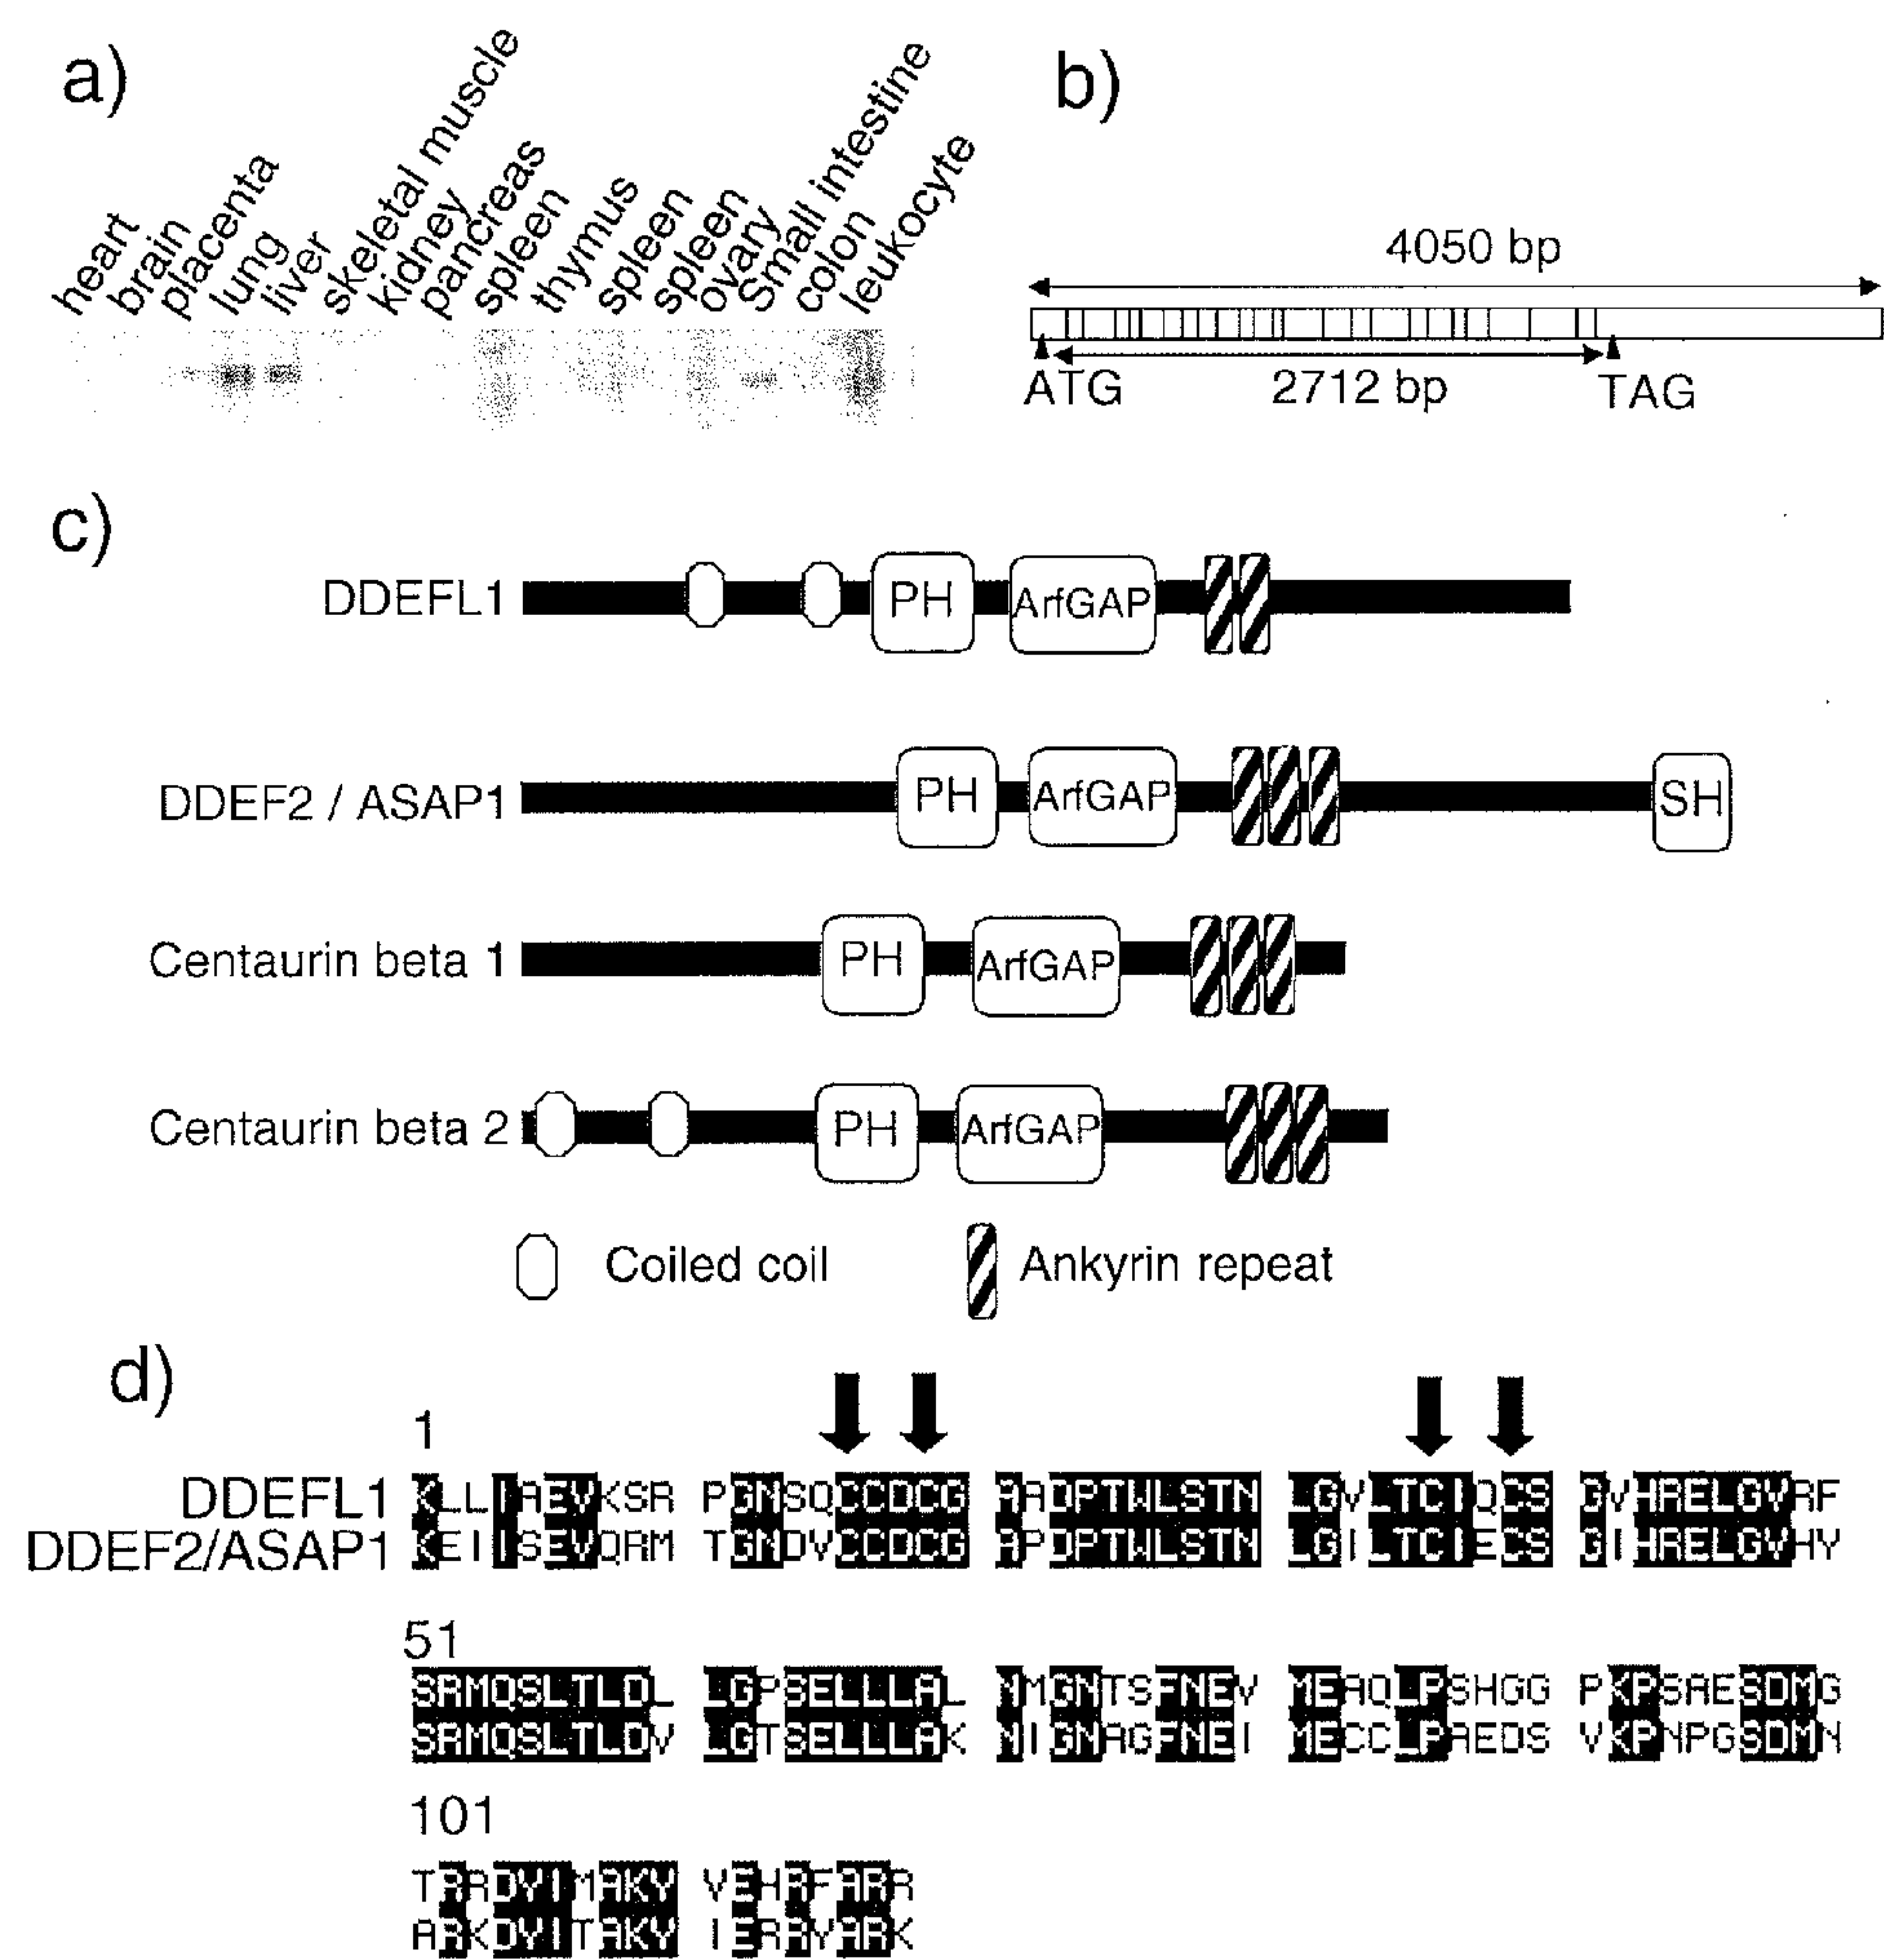 a)
heart
brain
placenta
lung
liver
skeletal muscle
kidney
pancreas
spleen
thymus
spleen
spleen
ovary
Small intestine
colon
leukocyte
b)
4050 bp
ATG
2712 bp
TAG
c)
DDEFL1
PH
ArfGAP
DDEF2 / ASAP1
PH
ArfGAP
SH
Centaurin beta 1
PH
ArfGAP
Centaurin beta 2
PH
ArfGAP
Coiled coil
Ankyrin repeat
d)
1
DDEFL1 KLLIAEVKSR PGNSQCCDCG RADPTWLSTN LGVLTCIQCS GVHRELGVRF
DDEF2/ASAP1 KEIISEVQRM TGNDVCCDCG APDPTWLSTN LGILTCIECS GIHRELGVHY
51
SRMQSLTLDL LGPSELLLAL NMGNTSFNEV MEAQLPSHGG PKPSAESDMG
SRMQSLTLDV LGTSELLLAK NIGNAGFNEI MECCLPAEDS VKPNPGSDMN
101
TRRDYIMAKY VEHRFARR
ARKDYITAKY IERRYARK